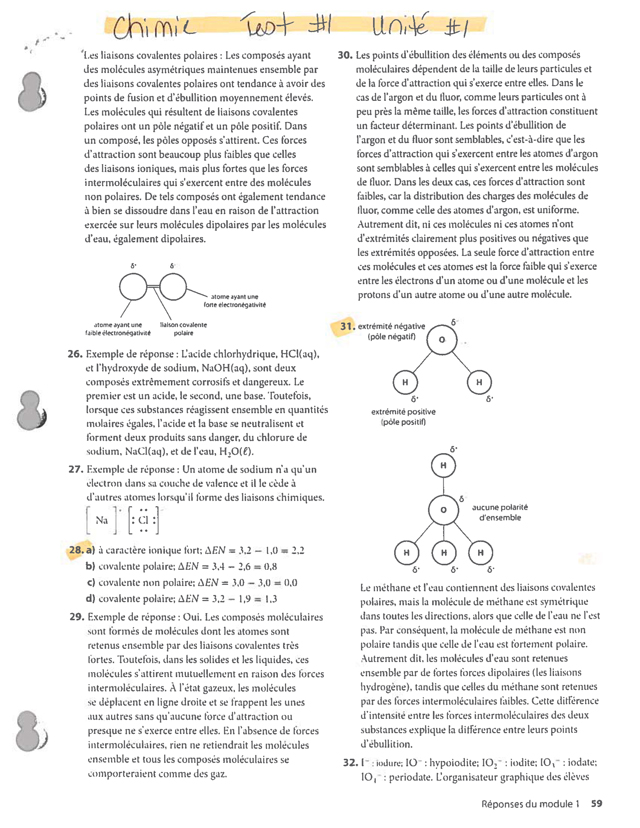 Chimie Test #1 Unité #1
Les liaisons covalentes polaires : Les composés ayant
des molécules asymétriques maintenues ensemble par
des liaisons covalentes polaires ont tendance à avoir des
points de fusion et d'ébullition moyennement élevés.
Les molécules qui résultent de liaisons covalentes
polaires ont un pôle négatif et un pôle positif. Dans
un composé, les pôles opposés s'attirent. Ces forces
d'attraction sont beaucoup plus faibles que celles
des liaisons ioniques, mais plus fortes que les forces
intermoléculaires qui s'exercent entre des molécules
non polaires. De tels composés ont également tendance
à bien se dissoudre dans l'eau en raison de l'attraction
exercée sur leurs molécules dipolaires par les molécules
d'eau, également dipolaires.
δ⁺ δ⁻
atome ayant une
forte électronégativité
atome ayant une
faible électronégativité
liaison covalente
polaire
26. Exemple de réponse : L'acide chlorhydrique, HCl(aq),
et l'hydroxyde de sodium, NaOH(aq), sont deux
composés extrêmement corrosifs et dangereux. Le
premier est un acide, le second, une base. Toutefois,
lorsque ces substances réagissent ensemble en quantités
molaires égales, l'acide et la base se neutralisent et
forment deux produits sans danger, du chlorure de
sodium, NaCl(aq), et de l'eau, H₂O(ℓ).
27. Exemple de réponse : Un atome de sodium n'a qu'un
électron dans sa couche de valence et il le cède à
d'autres atomes lorsqu'il forme des liaisons chimiques.
[Na]⁺ [:Cl:]⁻
28. a) à caractère ionique fort; ΔEN = 3,2 − 1,0 = 2,2
b) covalente polaire; ΔEN = 3,4 − 2,6 = 0,8
c) covalente non polaire; ΔEN = 3,0 − 3,0 = 0,0
d) covalente polaire; ΔEN = 3,2 − 1,9 = 1,3
29. Exemple de réponse : Oui. Les composés moléculaires
sont formés de molécules dont les atomes sont
retenus ensemble par des liaisons covalentes très
fortes. Toutefois, dans les solides et les liquides, ces
molécules s'attirent mutuellement en raison des forces
intermoléculaires. À l'état gazeux, les molécules
se déplacent en ligne droite et se frappent les unes
aux autres sans qu'aucune force d'attraction ou
presque ne s'exerce entre elles. En l'absence de forces
intermoléculaires, rien ne retiendrait les molécules
ensemble et tous les composés moléculaires se
comporteraient comme des gaz.
30. Les points d'ébullition des éléments ou des composés
moléculaires dépendent de la taille de leurs particules et
de la force d'attraction qui s'exerce entre elles. Dans le
cas de l'argon et du fluor, comme leurs particules ont à
peu près la même taille, les forces d'attraction constituent
un facteur déterminant. Les points d'ébullition de
l'argon et du fluor sont semblables, c'est-à-dire que les
forces d'attraction qui s'exercent entre les atomes d'argon
sont semblables à celles qui s'exercent entre les molécules
de fluor. Dans les deux cas, ces forces d'attraction sont
faibles, car la distribution des charges des molécules de
fluor, comme celle des atomes d'argon, est uniforme.
Autrement dit, ni ces molécules ni ces atomes n'ont
d'extrémités clairement plus positives ou négatives que
les extrémités opposées. La seule force d'attraction entre
ces molécules et ces atomes est la force faible qui s'exerce
entre les électrons d'un atome ou d'une molécule et les
protons d'un autre atome ou d'une autre molécule.
31. extrémité négative
(pôle négatif)
δ⁻
O
H H
δ⁺ δ⁺
extrémité positive
(pôle positif)
δ⁺
H
δ⁻
O
aucune polarité
d'ensemble
H H H
δ⁺ δ⁺ δ⁺
Le méthane et l'eau contiennent des liaisons covalentes
polaires, mais la molécule de méthane est symétrique
dans toutes les directions, alors que celle de l'eau ne l'est
pas. Par conséquent, la molécule de méthane est non
polaire tandis que celle de l'eau est fortement polaire.
Autrement dit, les molécules d'eau sont retenues
ensemble par de fortes forces dipolaires (les liaisons
hydrogène), tandis que celles du méthane sont retenues
par des forces intermoléculaires faibles. Cette différence
d'intensité entre les forces intermoléculaires des deux
substances explique la différence entre leurs points
d'ébullition.
32. I⁻ : iodure; IO⁻ : hypoiodite; IO₂⁻ : iodite; IO₃⁻ : iodate;
IO₄⁻ : periodate. L'organisateur graphique des élèves
Réponses du module 1 59